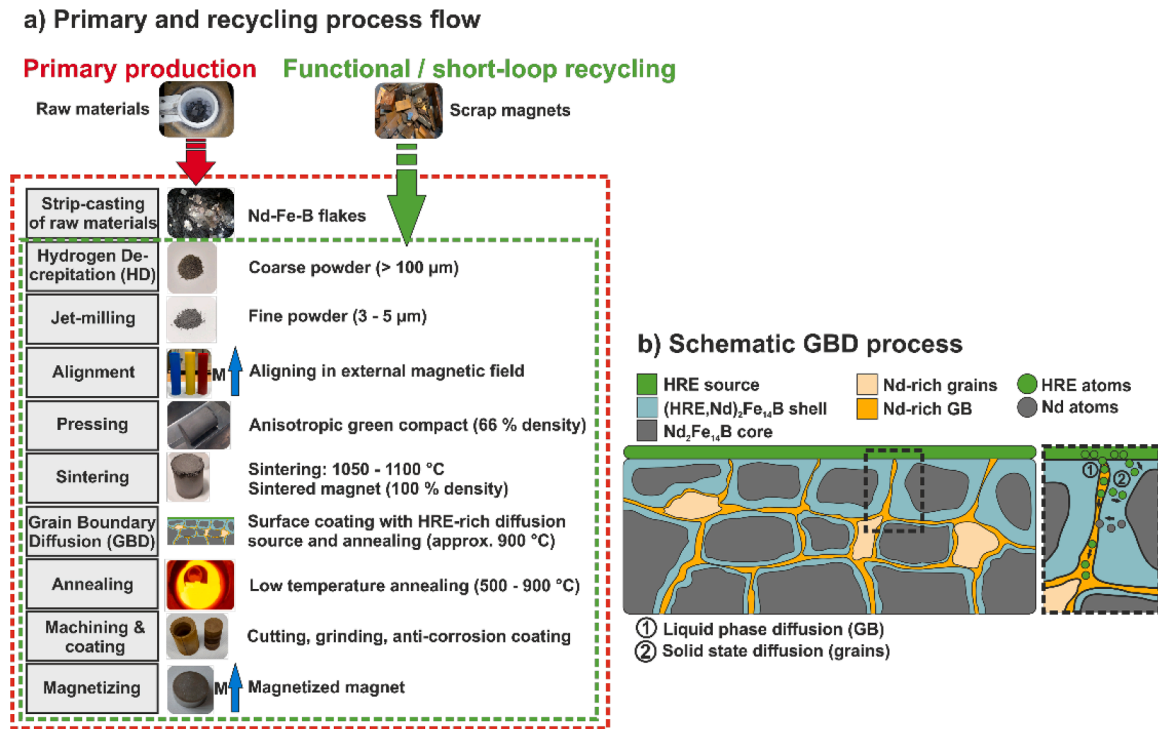 a) Primary and recycling process flow
Primary production
Functional / short-loop recycling
Raw materials
Scrap magnets
Strip-casting
of raw materials
Nd-Fe-B flakes
Hydrogen De-
crepitation (HD)
Coarse powder (> 100 µm)
Jet-milling
Fine powder (3 - 5 µm)
Alignment
M
Aligning in external magnetic field
Pressing
Anisotropic green compact (66 % density)
Sintering
Sintering: 1050 - 1100 °C
Sintered magnet (100 % density)
Grain Boundary
Diffusion (GBD)
Surface coating with HRE-rich diffusion
source and annealing (approx. 900 °C)
Annealing
Low temperature annealing (500 - 900 °C)
Machining &
coating
Cutting, grinding, anti-corrosion coating
Magnetizing
M
Magnetized magnet
b) Schematic GBD process
HRE source
(HRE,Nd)₂Fe₁₄B shell
Nd₂Fe₁₄B core
Nd-rich grains
Nd-rich GB
HRE atoms
Nd atoms
①
②
① Liquid phase diffusion (GB)
② Solid state diffusion (grains)